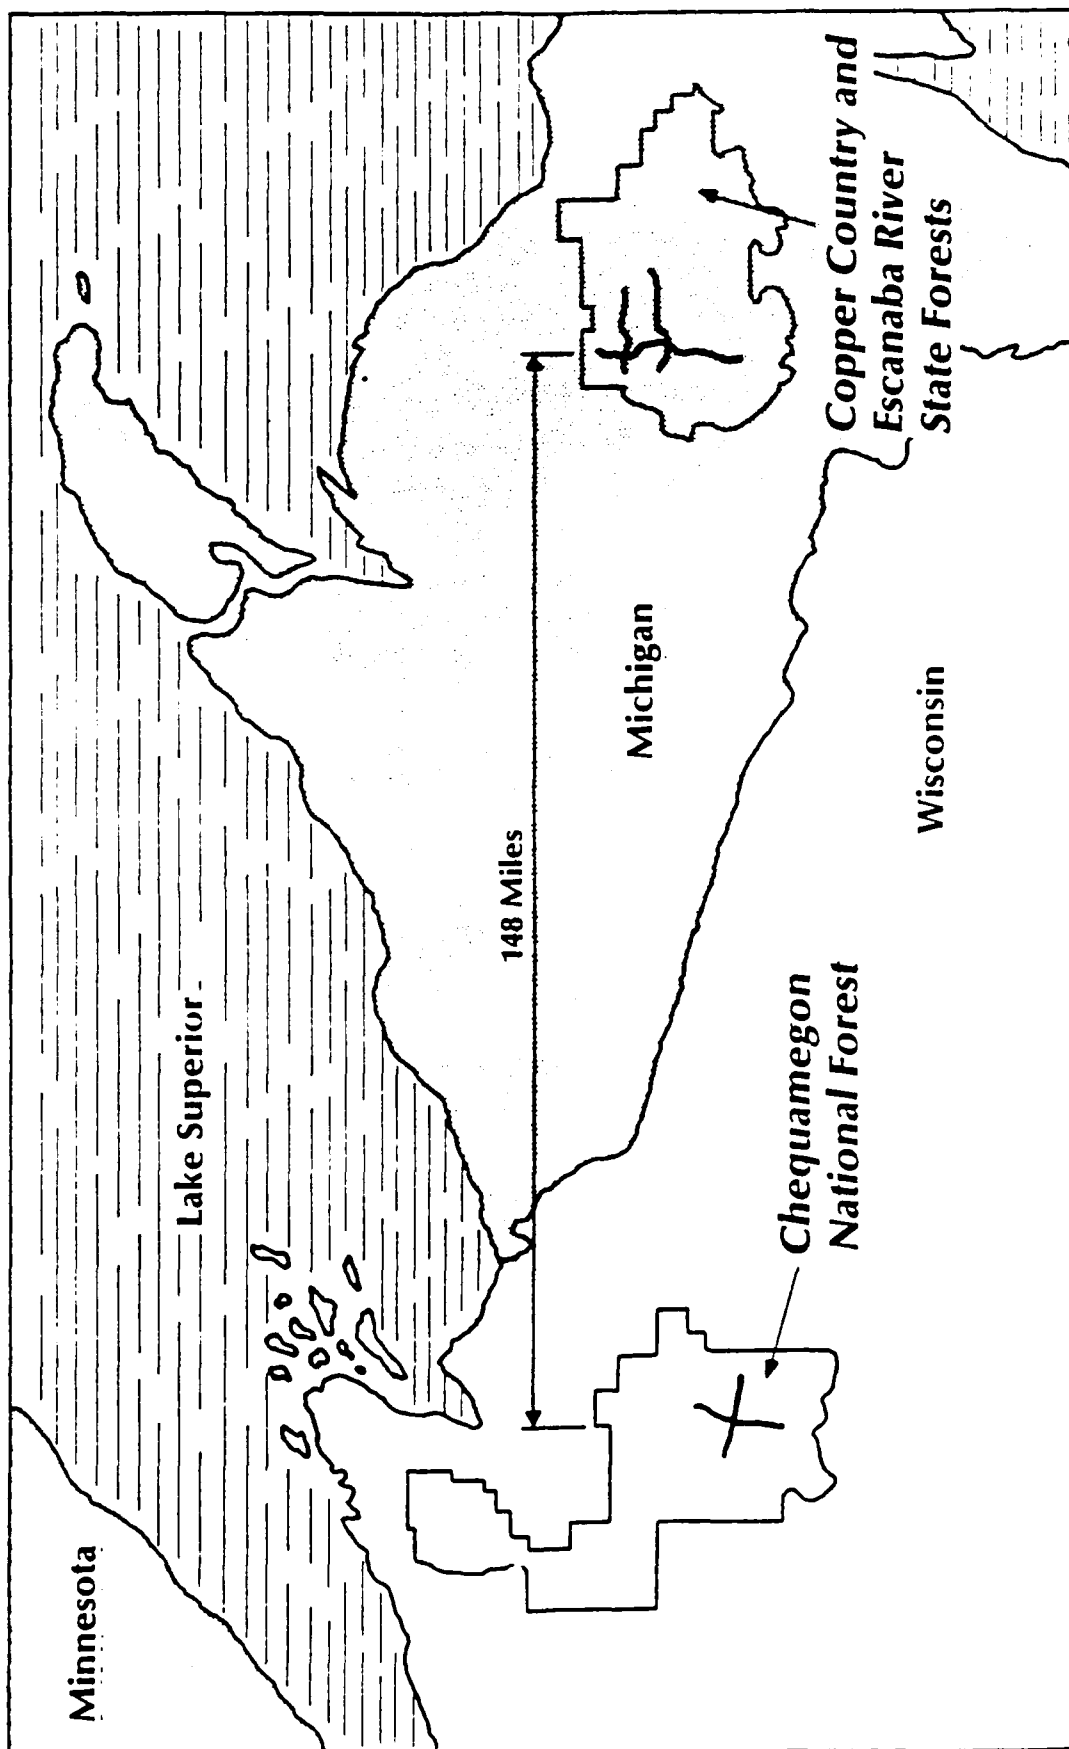 Minnesota
Lake Superior
148 Miles
Michigan
Wisconsin
Chequamegon
National Forest
Copper Country and
Escanaba River
State Forests